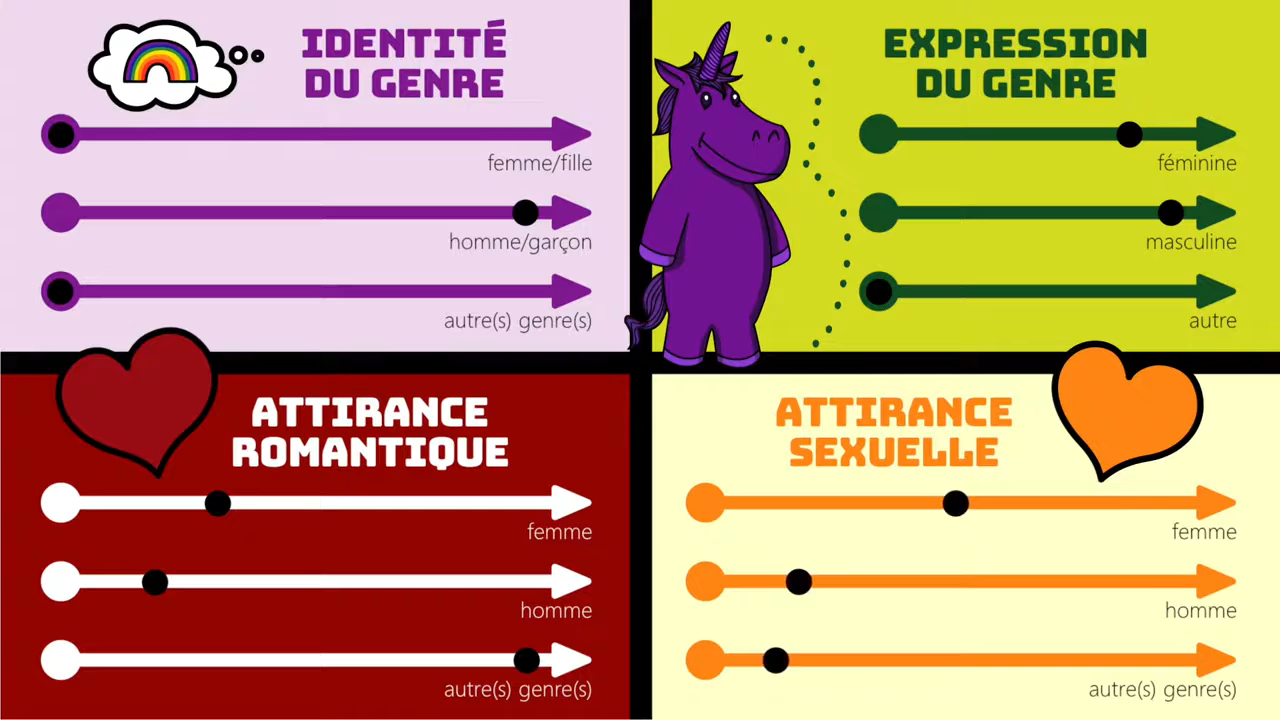 IDENTITÉ
DU GENRE
femme/fille
homme/garçon
autre(s) genre(s)
EXPRESSION
DU GENRE
féminine
masculine
autre
ATTIRANCE
ROMANTIQUE
femme
homme
autre(s) genre(s)
ATTIRANCE
SEXUELLE
femme
homme
autre(s) genre(s)